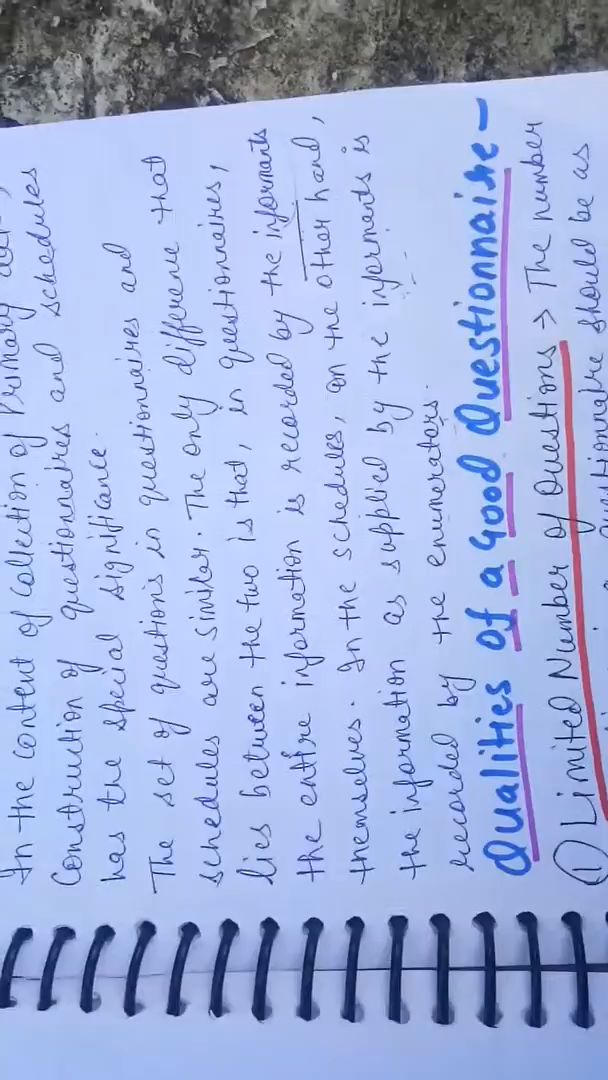 In the content of collection of Primary
Construction of questionnaires and schedules
has the special significance.
The set of questions in questionnaires and
schedules are similar. The only difference that
lies between the two is that, in questionnaires,
the entire information is recorded by the informants
themselves. In the schedules, on the other hand,
the information as supplied by the informants is
recorded by the enumerators.
Qualities of a Good Questionnaire-
① Limited Number of Questions → The number
questionnaire should be as